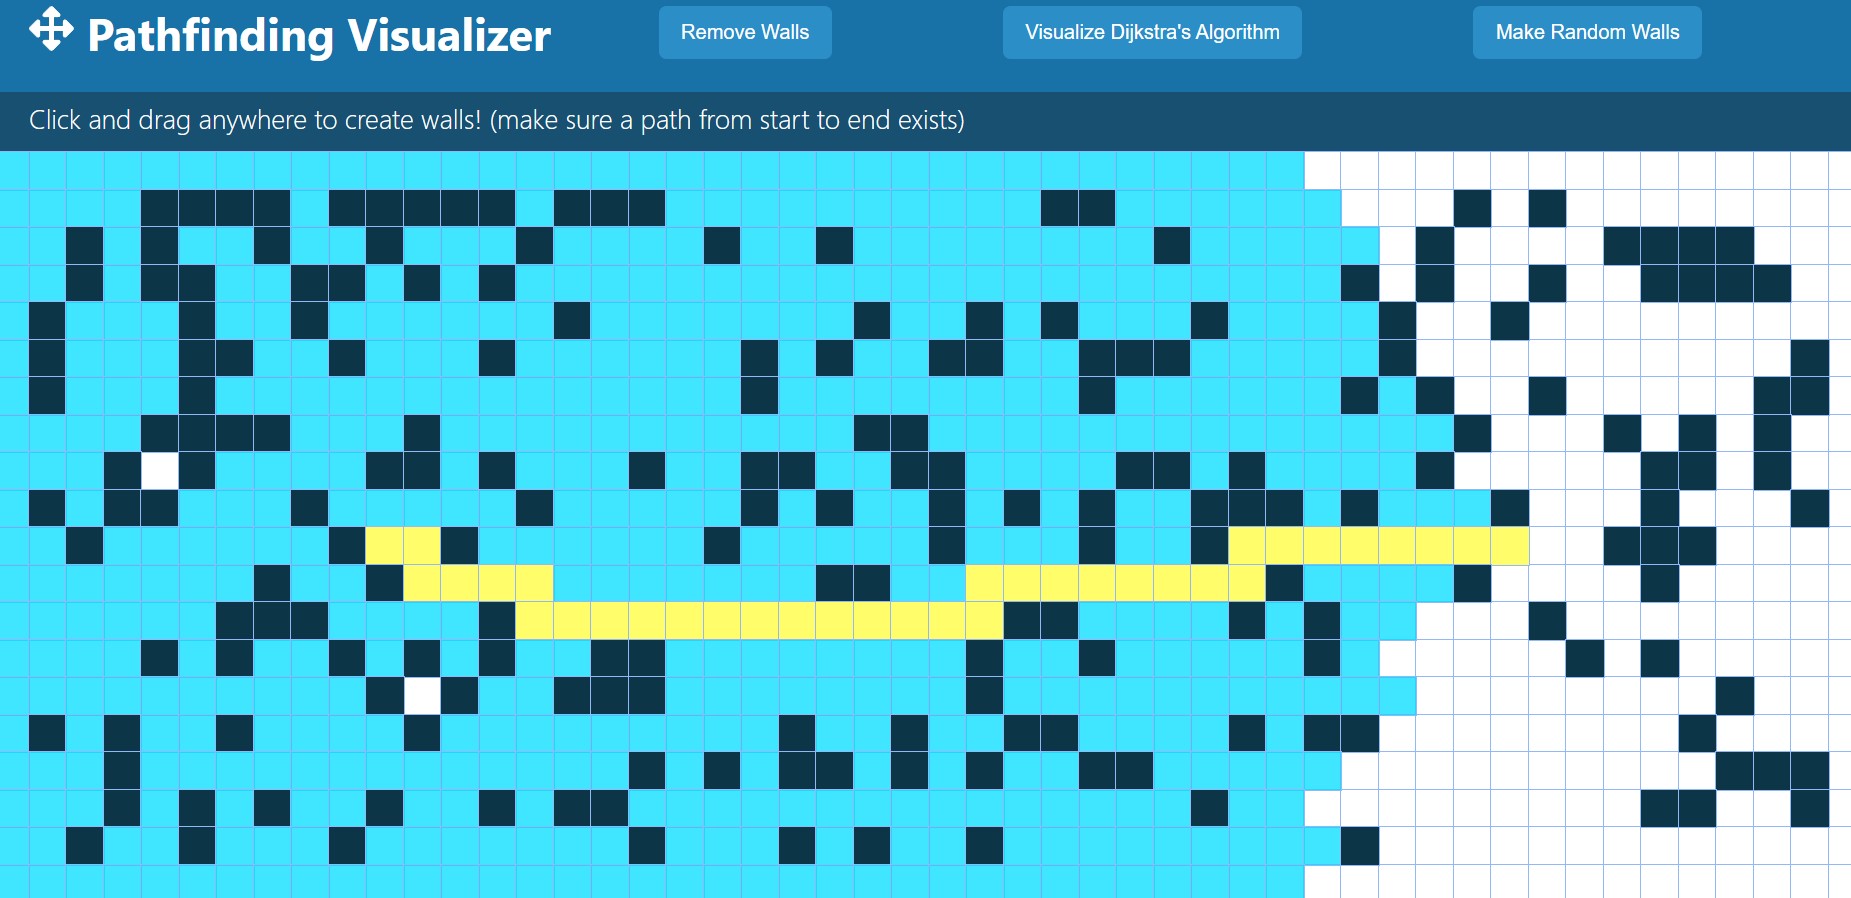 Pathfinding Visualizer
Remove Walls
Visualize Dijkstra's Algorithm
Make Random Walls
Click and drag anywhere to create walls! (make sure a path from start to end exists)